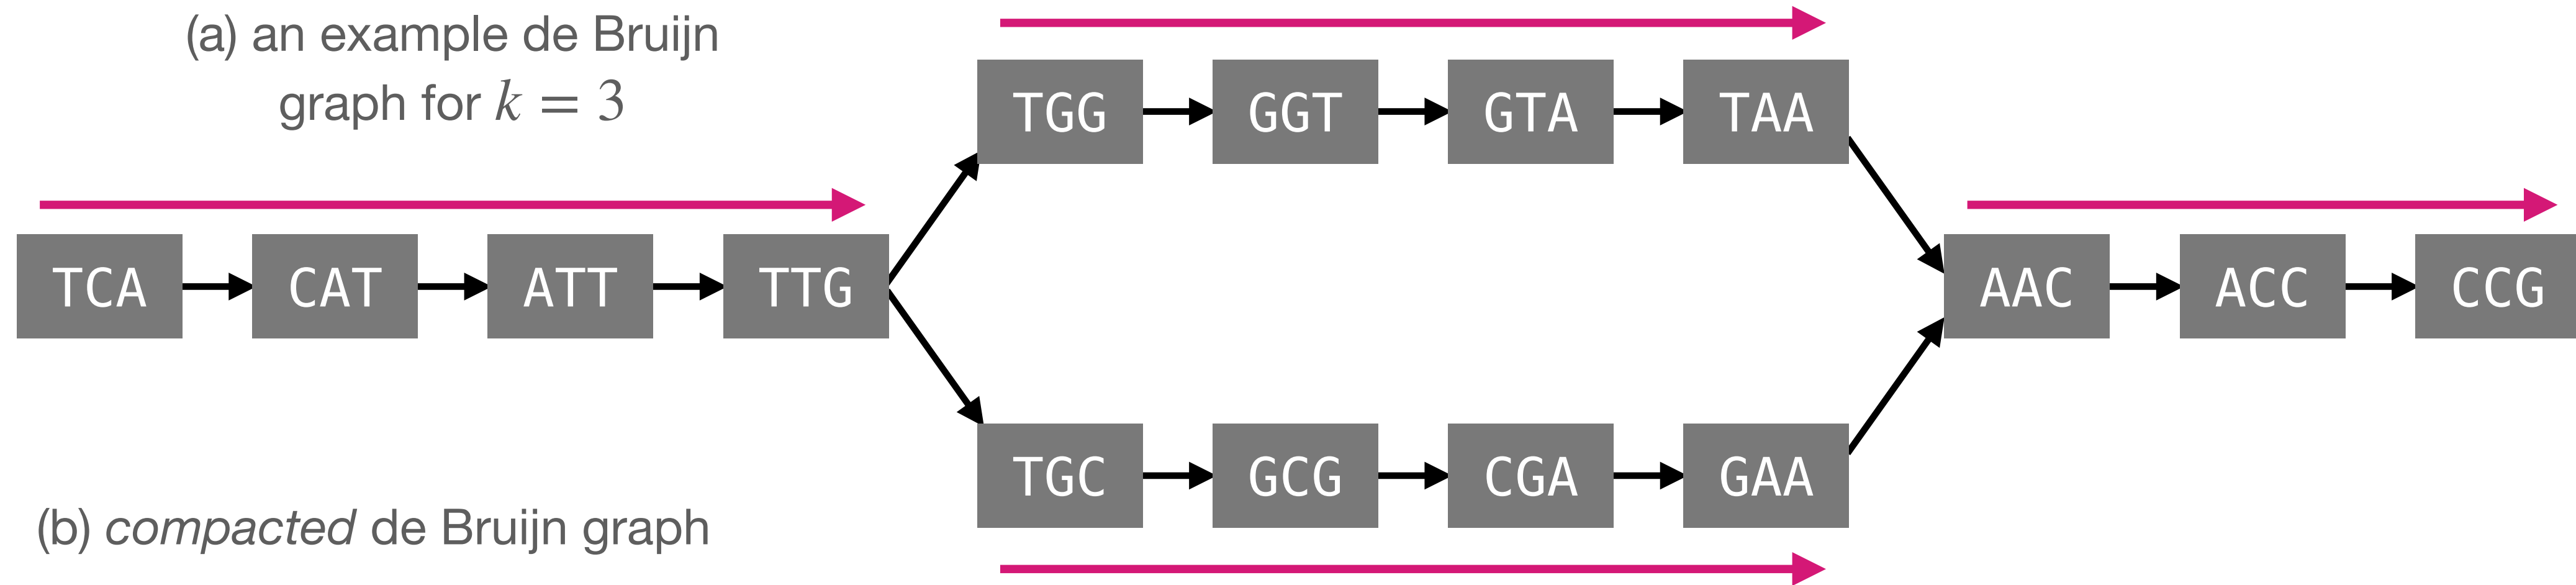 (a) an example de Bruijn
graph for k = 3
TGG GGT GTA TAA
TCA CAT ATT TTG
AAC ACC CCG
TGC GCG CGA GAA
(b) compacted de Bruijn graph